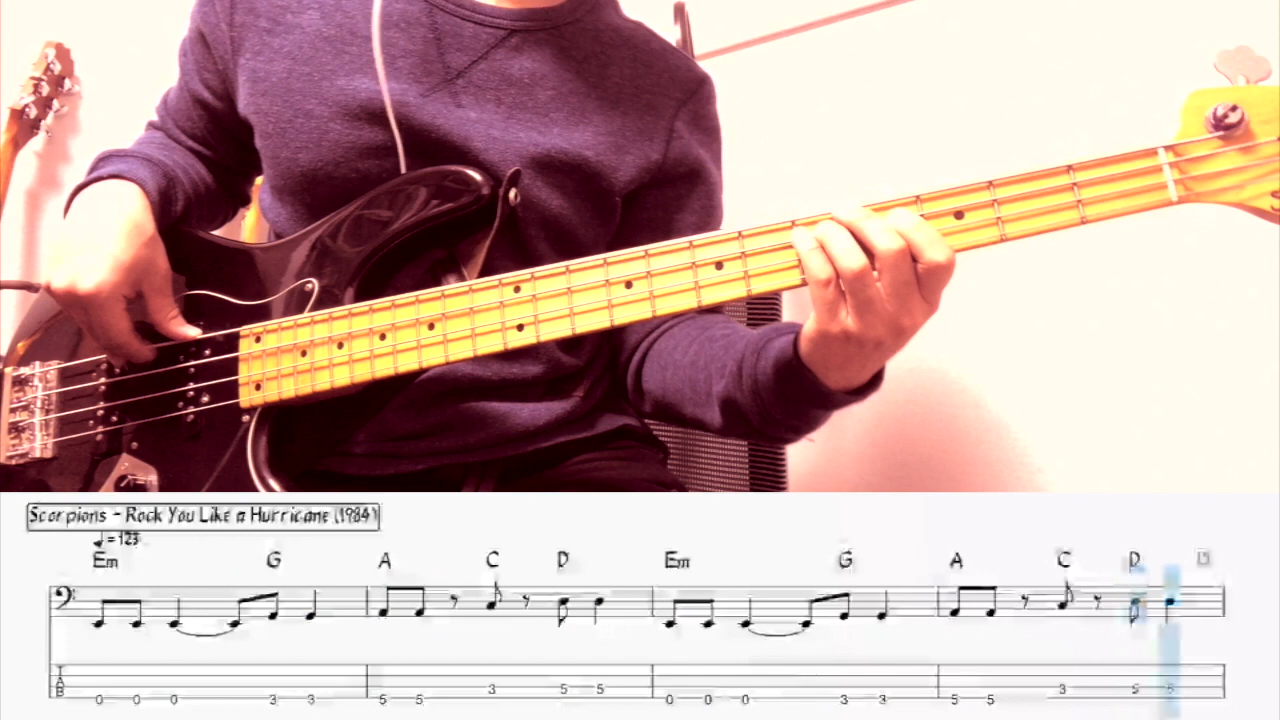 Scorpions - Rock You Like a Hurricane (1984)
= 123
Em G A C D Em G A C D
T
A
B
3 5 5 3 5
0 0 0 3 3 5 5 0 0 0 3 3 5 5